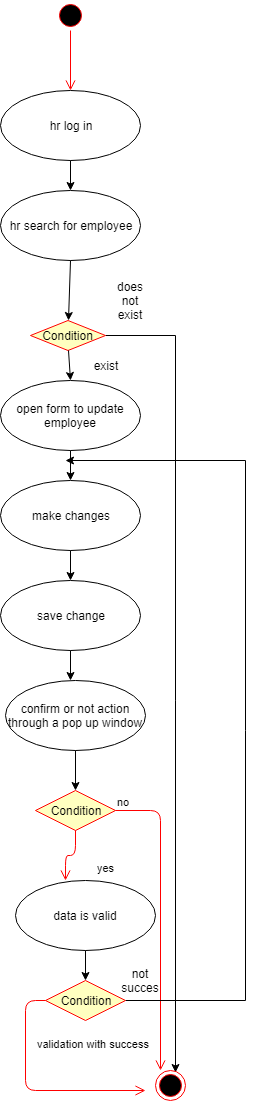 hr log in
hr search for employee
does
not
exist
Condition
exist
open form to update
employee
make changes
save change
confirm or not action
through a pop up window
Condition
no
yes
data is valid
not
succes
Condition
validation with success